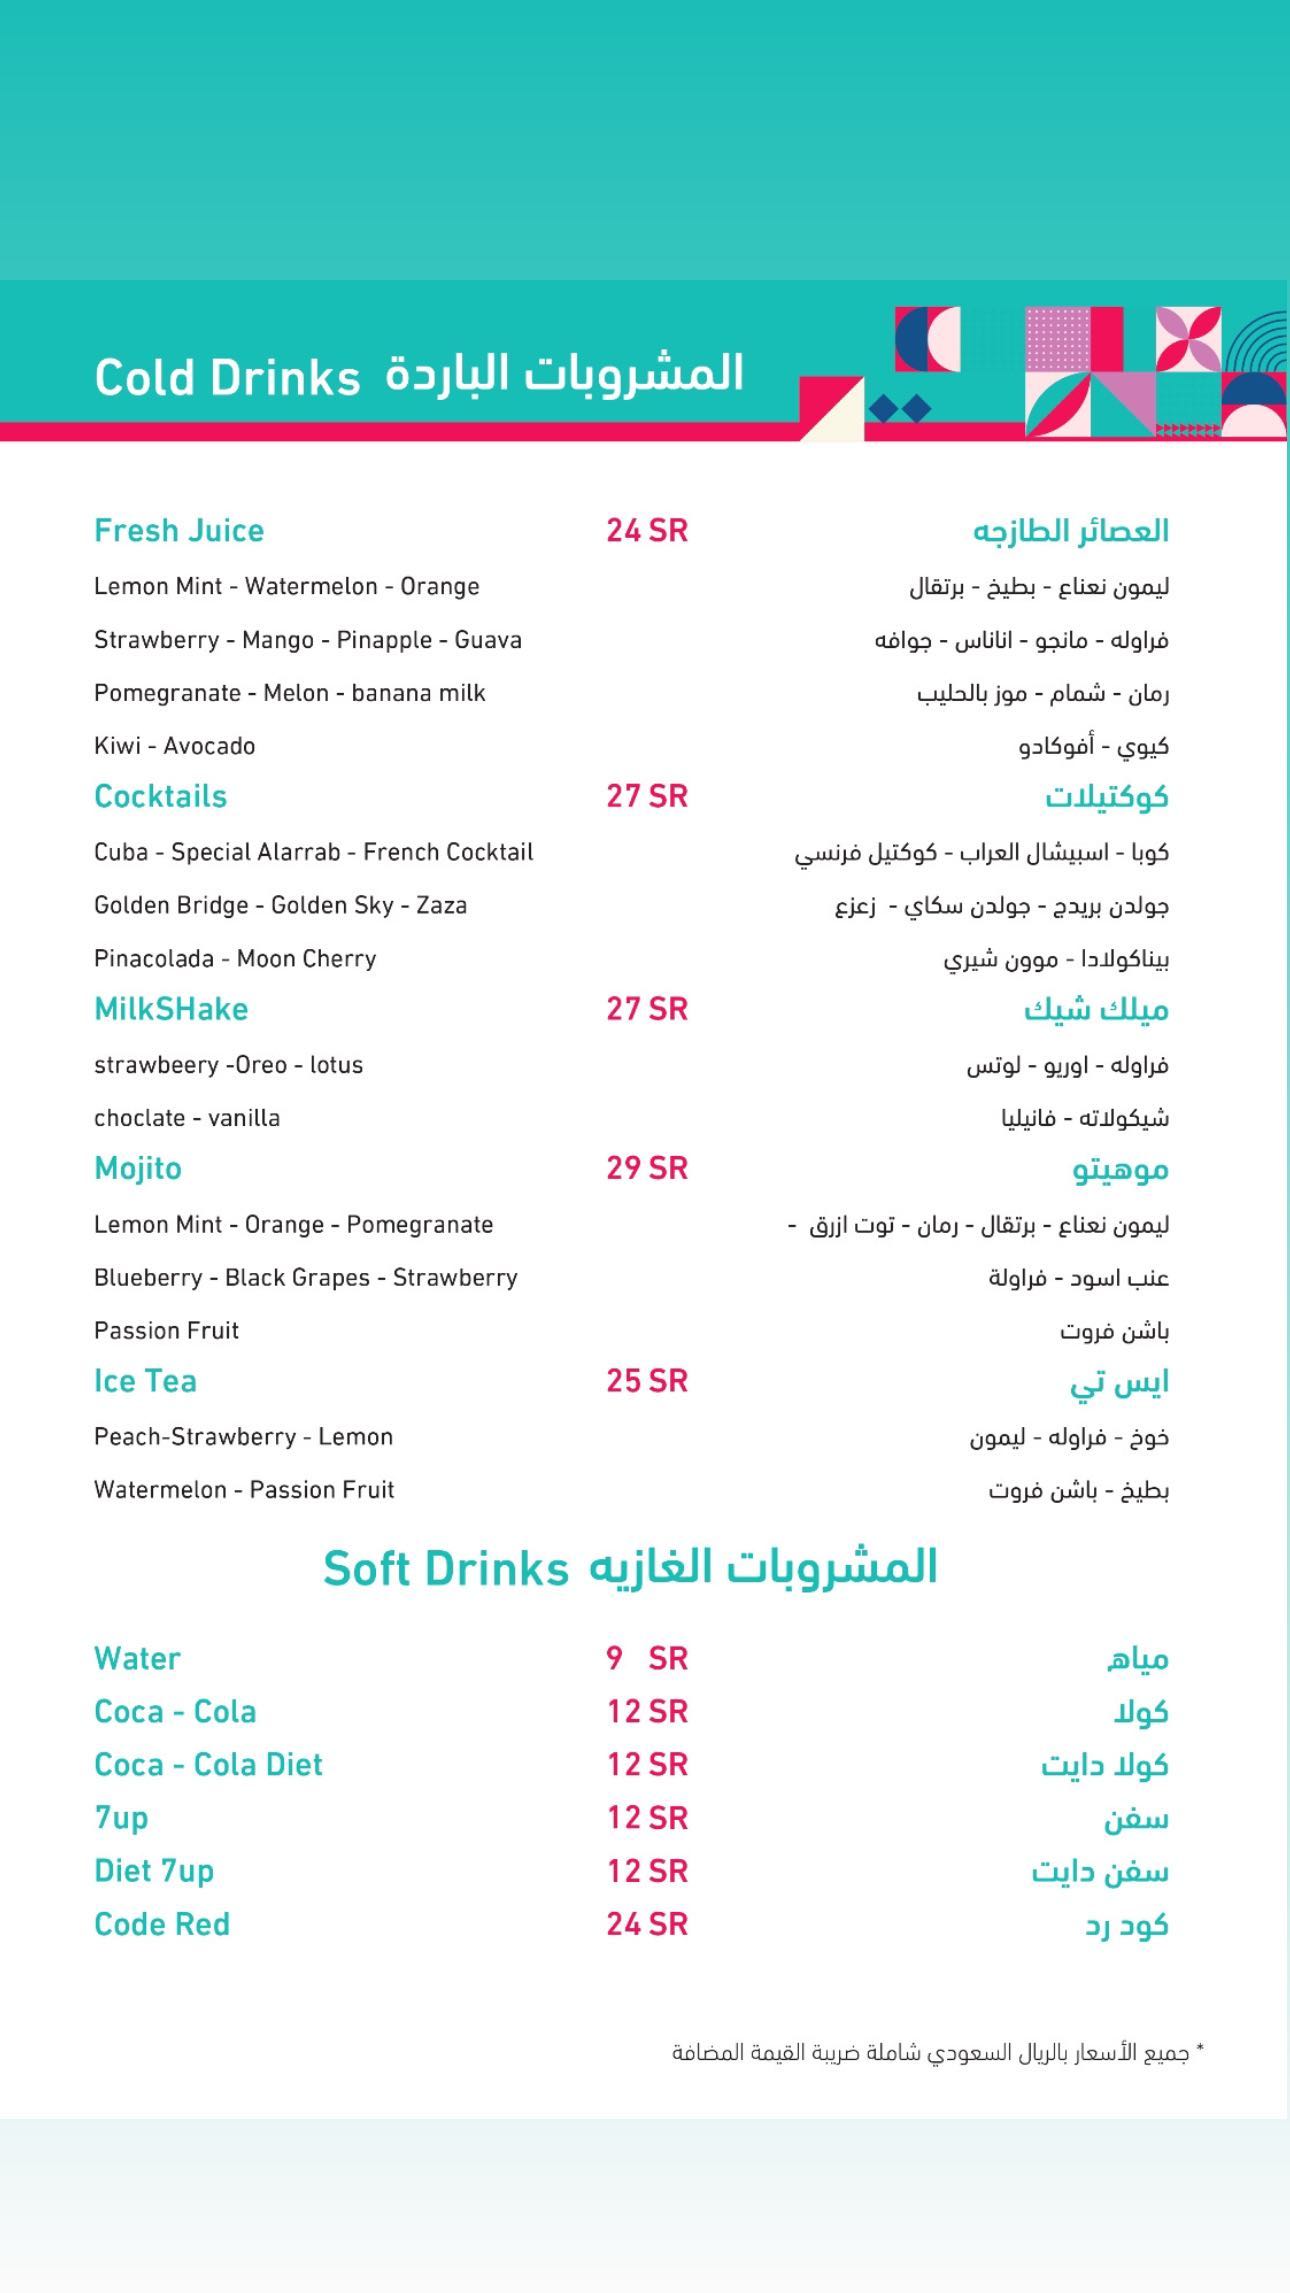 Cold Drinks المشروبات الباردة
Fresh Juice 24 SR العصائر الطازجه
Lemon Mint - Watermelon - Orange ليمون نعناع - بطيخ - برتقال
Strawberry - Mango - Pinapple - Guava فراوله - مانجو - اناناس - جوافه
Pomegranate - Melon - banana milk رمان - شمام - موز بالحليب
Kiwi - Avocado كيوي - أفوكادو
Cocktails 27 SR كوكتيلات
Cuba - Special Alarrab - French Cocktail كوبا - اسبيشال العراب - كوكتيل فرنسي
Golden Bridge - Golden Sky - Zaza جولدن بريدج - جولدن سكاي - زعزع
Pinacolada - Moon Cherry بيناكولادا - موون شيري
MilkSHake 27 SR ميلك شيك
strawbeery -Oreo - lotus فراوله - اوريو - لوتس
choclate - vanilla شيكولاته - فانيليا
Mojito 29 SR موهيتو
Lemon Mint - Orange - Pomegranate ليمون نعناع - برتقال - رمان - توت ازرق -
Blueberry - Black Grapes - Strawberry عنب اسود - فراولة
Passion Fruit باشن فروت
Ice Tea 25 SR ايس تي
Peach-Strawberry - Lemon خوخ - فراوله - ليمون
Watermelon - Passion Fruit بطيخ - باشن فروت
Soft Drinks المشروبات الغازيه
Water 9 SR مياه
Coca - Cola 12 SR كولا
Coca - Cola Diet 12 SR كولا دايت
7up 12 SR سفن
Diet 7up 12 SR سفن دايت
Code Red 24 SR كود رد
* جميع الأسعار بالريال السعودي شاملة ضريبة القيمة المضافة